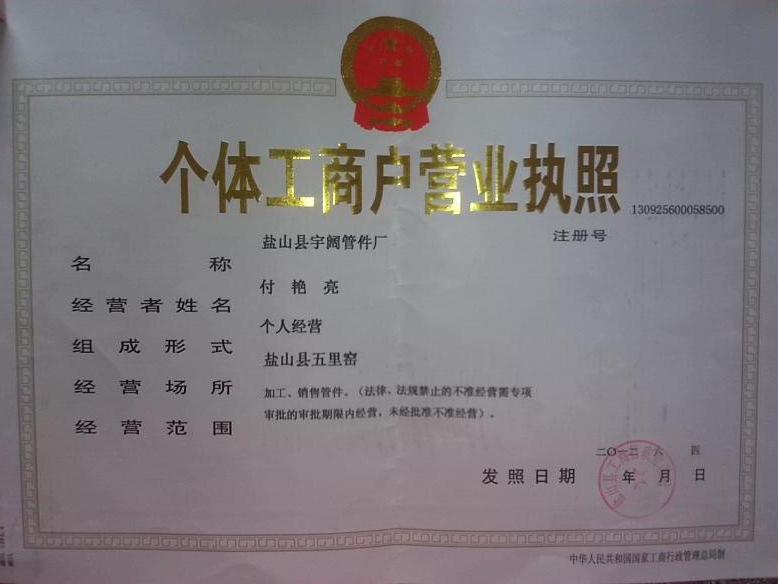 个体工商户营业执照
130925600058500
注册号
名称 盐山县宇阔管件厂
经营者姓名 付艳亮
组成形式 个人经营
经营场所 盐山县五里窑
经营范围 加工、销售管件。(法律、法规禁止的不准经营需专项
审批的审批期限内经营,未经批准不准经营)。
二〇一二 六 四
发照日期 年 月 日
中华人民共和国国家工商行政管理总局制